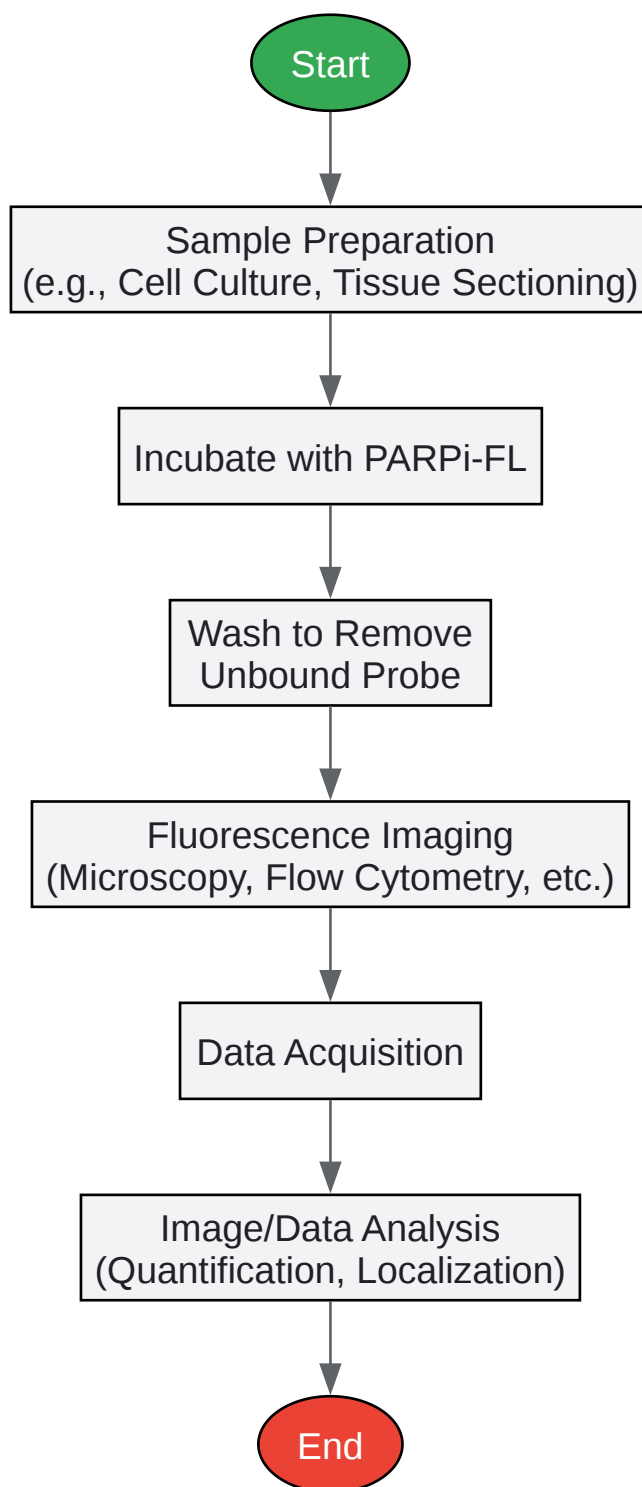 Start
Sample Preparation
(e.g., Cell Culture, Tissue Sectioning)
Incubate with PARPi-FL
Wash to Remove
Unbound Probe
Fluorescence Imaging
(Microscopy, Flow Cytometry, etc.)
Data Acquisition
Image/Data Analysis
(Quantification, Localization)
End